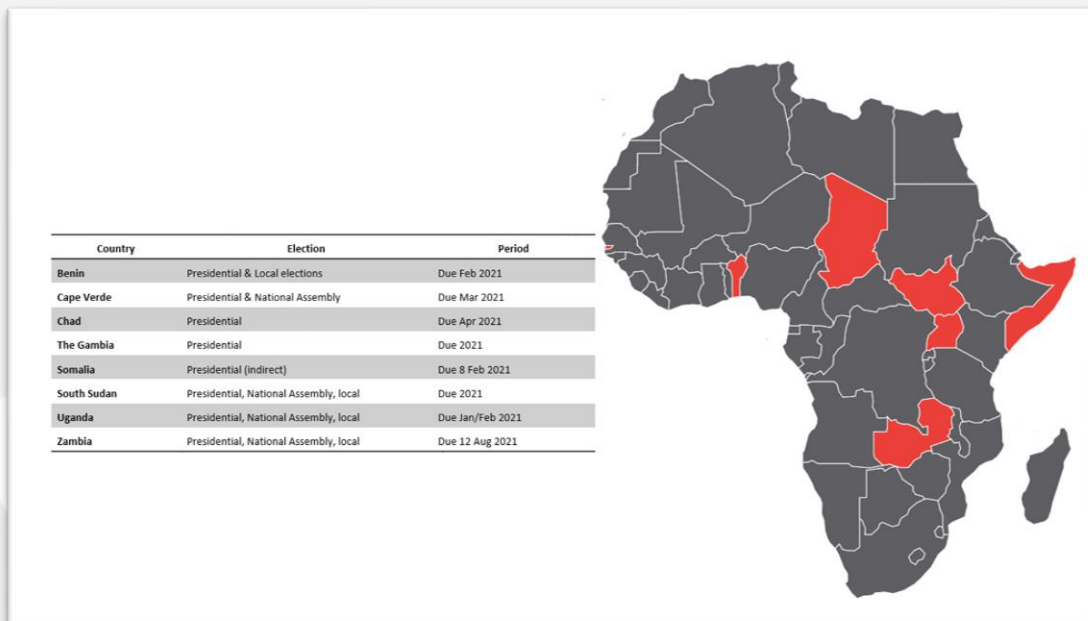 Country Election Period
Benin Presidential & Local elections Due Feb 2021
Cape Verde Presidential & National Assembly Due Mar 2021
Chad Presidential Due Apr 2021
The Gambia Presidential Due 2021
Somalia Presidential (indirect) Due 8 Feb 2021
South Sudan Presidential, National Assembly, local Due 2021
Uganda Presidential, National Assembly, local Due Jan/Feb 2021
Zambia Presidential, National Assembly, local Due 12 Aug 2021